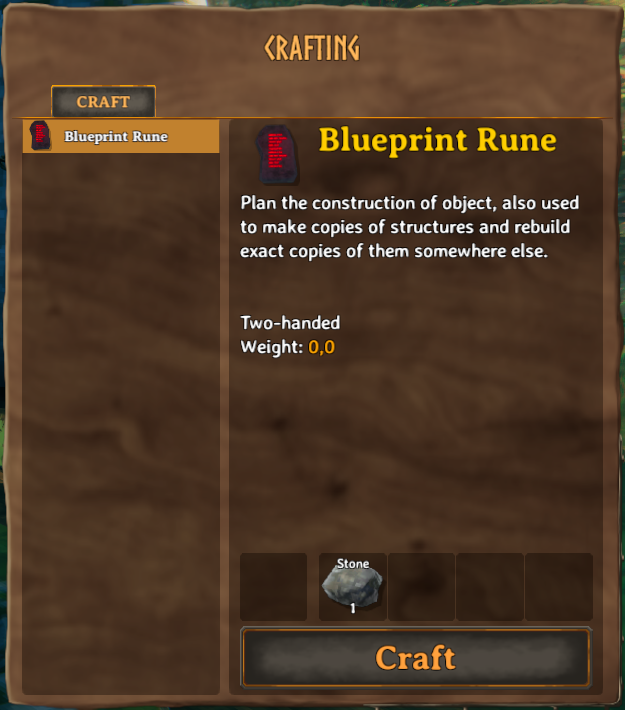 CRAFTING
CRAFT
Blueprint Rune
Blueprint Rune
Plan the construction of object, also used
to make copies of structures and rebuild
exact copies of them somewhere else.
Two-handed
Weight: 0,0
Stone
1
Craft